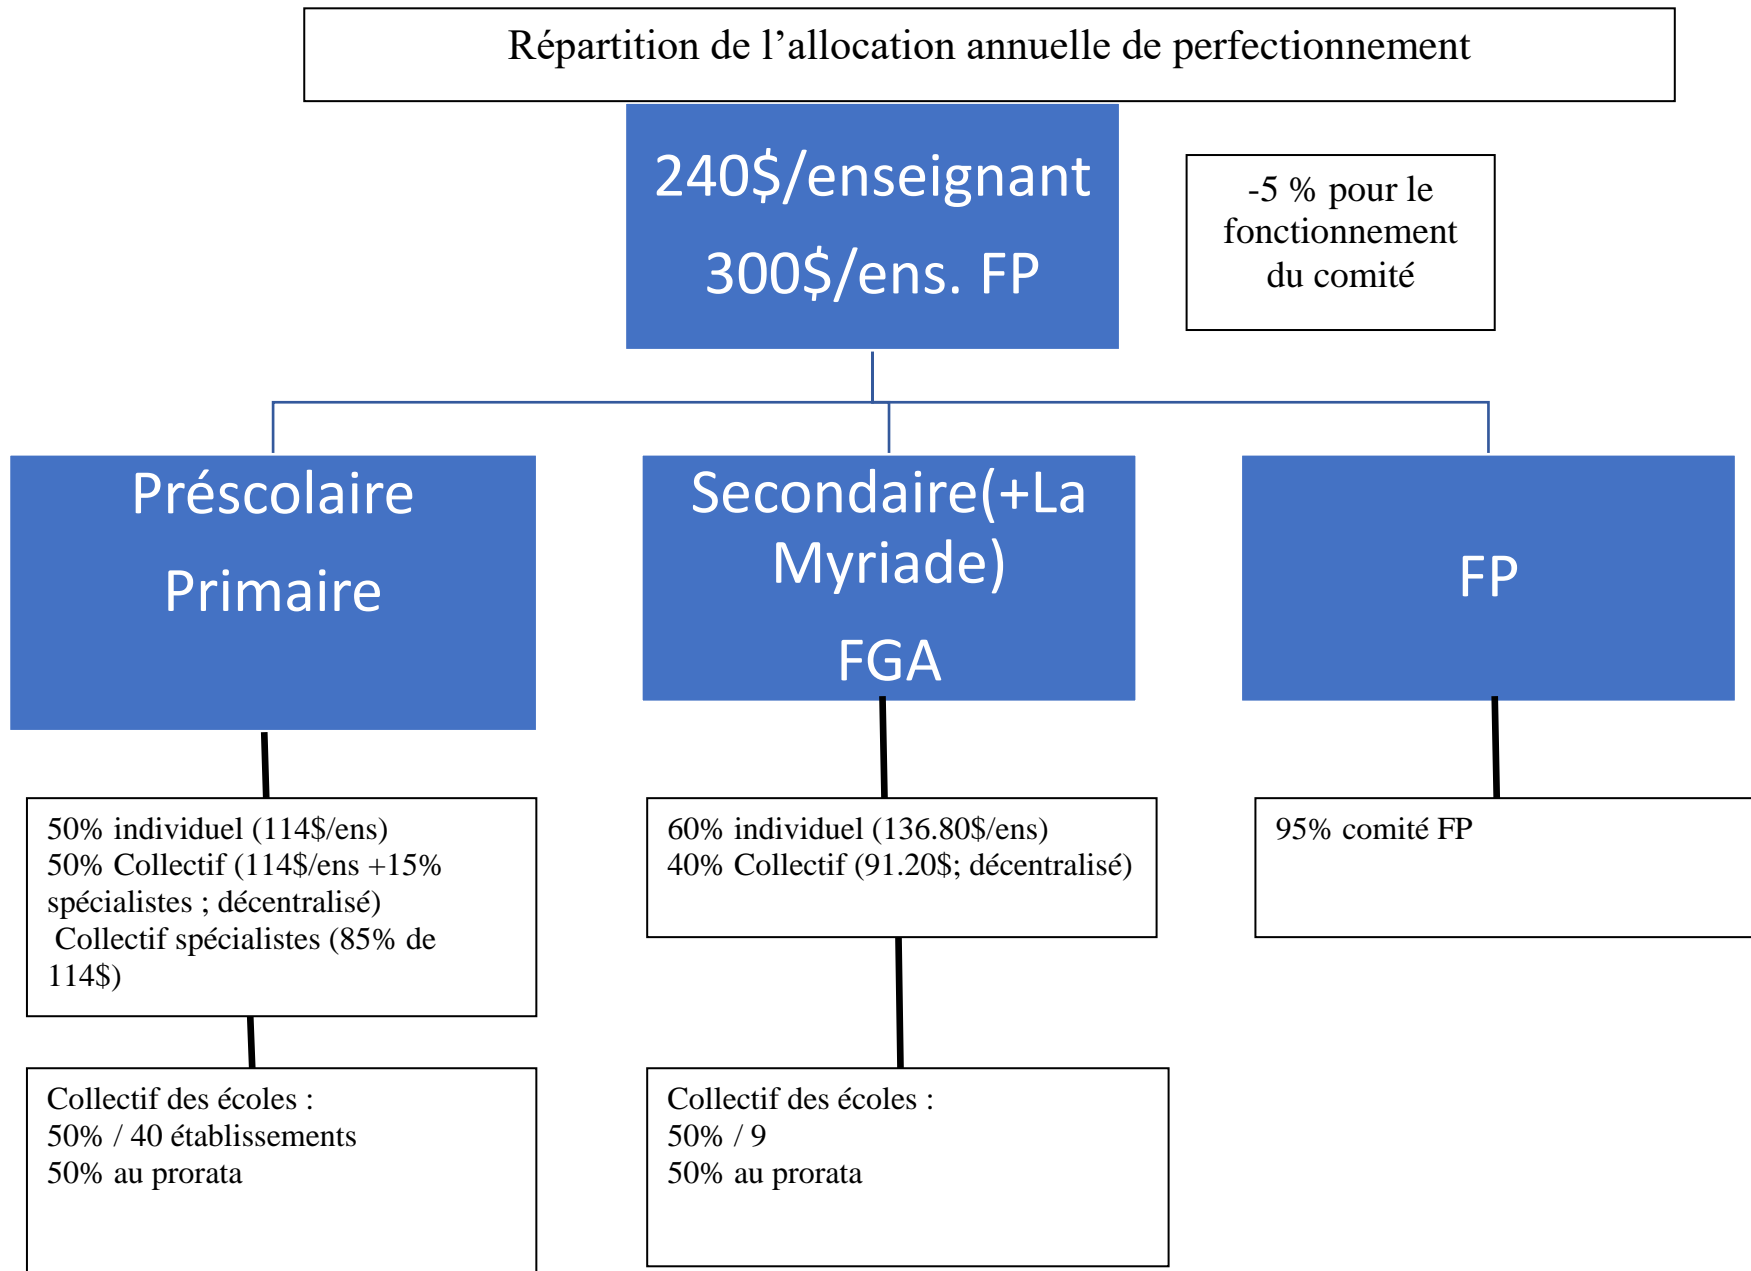 Répartition de l’allocation annuelle de perfectionnement
240$/enseignant
300$/ens. FP
-5 % pour le
fonctionnement
du comité
Préscolaire
Primaire
Secondaire(+La
Myriade)
FGA
FP
50% individuel (114$/ens)
50% Collectif (114$/ens +15%
spécialistes ; décentralisé)
Collectif spécialistes (85% de
114$)
60% individuel (136.80$/ens)
40% Collectif (91.20$; décentralisé)
95% comité FP
Collectif des écoles :
50% / 40 établissements
50% au prorata
Collectif des écoles :
50% / 9
50% au prorata